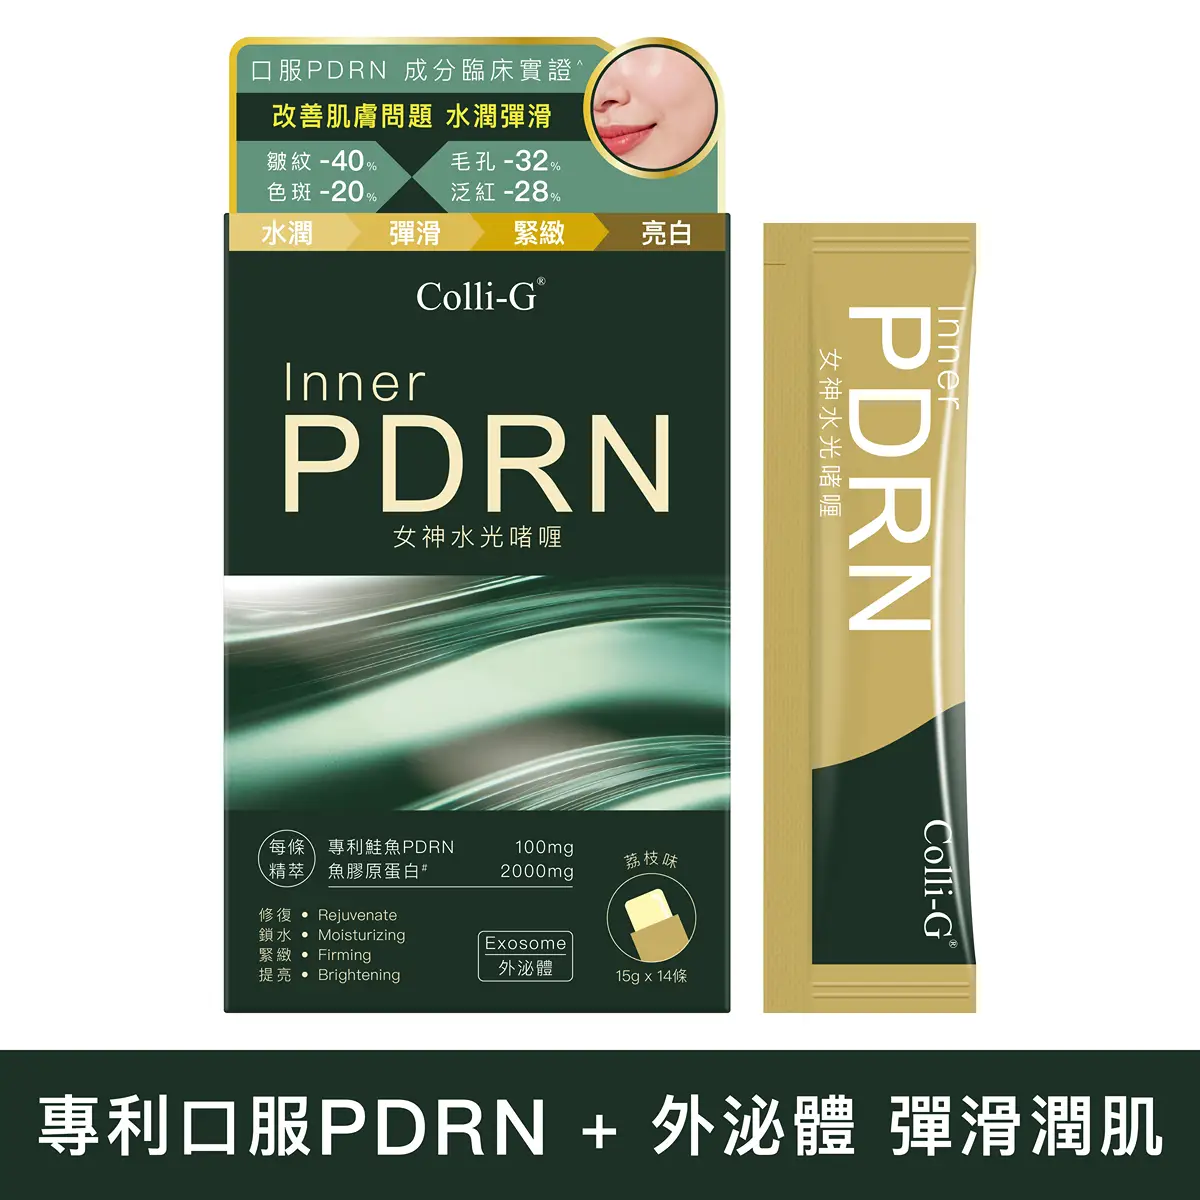 口服PDRN 成分臨床實證^
改善肌膚問題 水潤彈滑
皺紋 -40% 毛孔 -32%
色斑 -20% 泛紅 -28%
水潤 彈滑 緊緻 亮白
Colli-G®
Inner
PDRN
女神水光啫喱
每條
精萃
專利鮭魚PDRN 100mg
魚膠原蛋白# 2000mg
修復 • Rejuvenate
鎖水 • Moisturizing
緊緻 • Firming
提亮 • Brightening
Exosome
外泌體
荔枝味
15g x 14條
Inner
PDRN
女神水光啫喱
Colli-G®
專利口服PDRN + 外泌體 彈滑潤肌